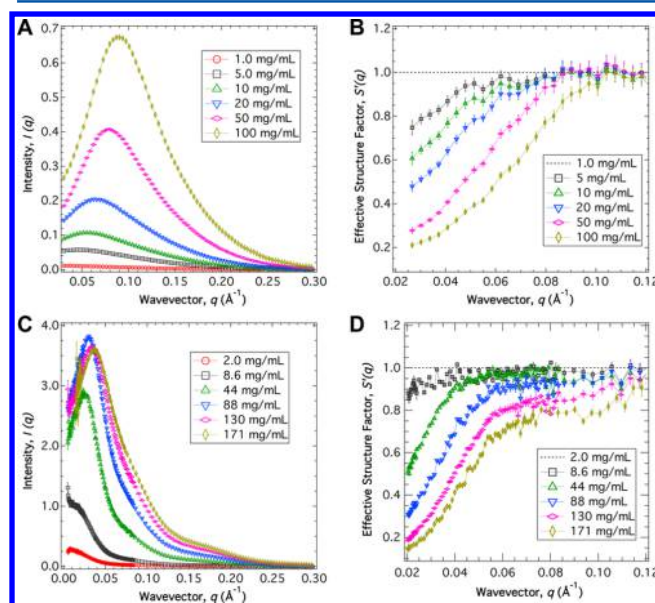 A
0.7
0.6
0.5
0.4
0.3
0.2
0.1
0.0
Intensity, I (q)
1.0 mg/mL
5.0 mg/mL
10 mg/mL
20 mg/mL
50 mg/mL
100 mg/mL
0.05 0.10 0.15 0.20 0.25 0.30
Wavevector, q (Å⁻¹)
B
1.2
1.0
0.8
0.6
0.4
0.2
Effective Structure Factor, S'(q)
1.0 mg/mL
5 mg/mL
10 mg/mL
20 mg/mL
50 mg/mL
100 mg/mL
0.02 0.04 0.06 0.08 0.10 0.12
Wavevector, q (Å⁻¹)
C
4.0
3.0
2.0
1.0
0.0
Intensity, I (q)
2.0 mg/mL
8.6 mg/mL
44 mg/mL
88 mg/mL
130 mg/mL
171 mg/mL
0.00 0.05 0.10 0.15 0.20 0.25 0.30
Wavevector, q (Å⁻¹)
D
1.2
1.0
0.8
0.6
0.4
0.2
Effective Structure Factor, S'(q)
2.0 mg/mL
8.6 mg/mL
44 mg/mL
88 mg/mL
130 mg/mL
171 mg/mL
0.02 0.04 0.06 0.08 0.10 0.12
Wavevector, q (Å⁻¹)